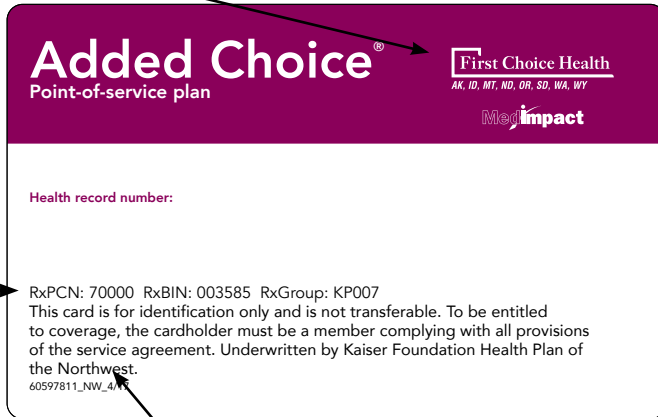 Added Choice®
Point-of-service plan
First Choice Health
AK, ID, MT, ND, OR, SD, WA, WY
MedImpact
Health record number:
RxPCN: 70000 RxBIN: 003585 RxGroup: KP007
This card is for identification only and is not transferable. To be entitled
to coverage, the cardholder must be a member complying with all provisions
of the service agreement. Underwritten by Kaiser Foundation Health Plan of
the Northwest.